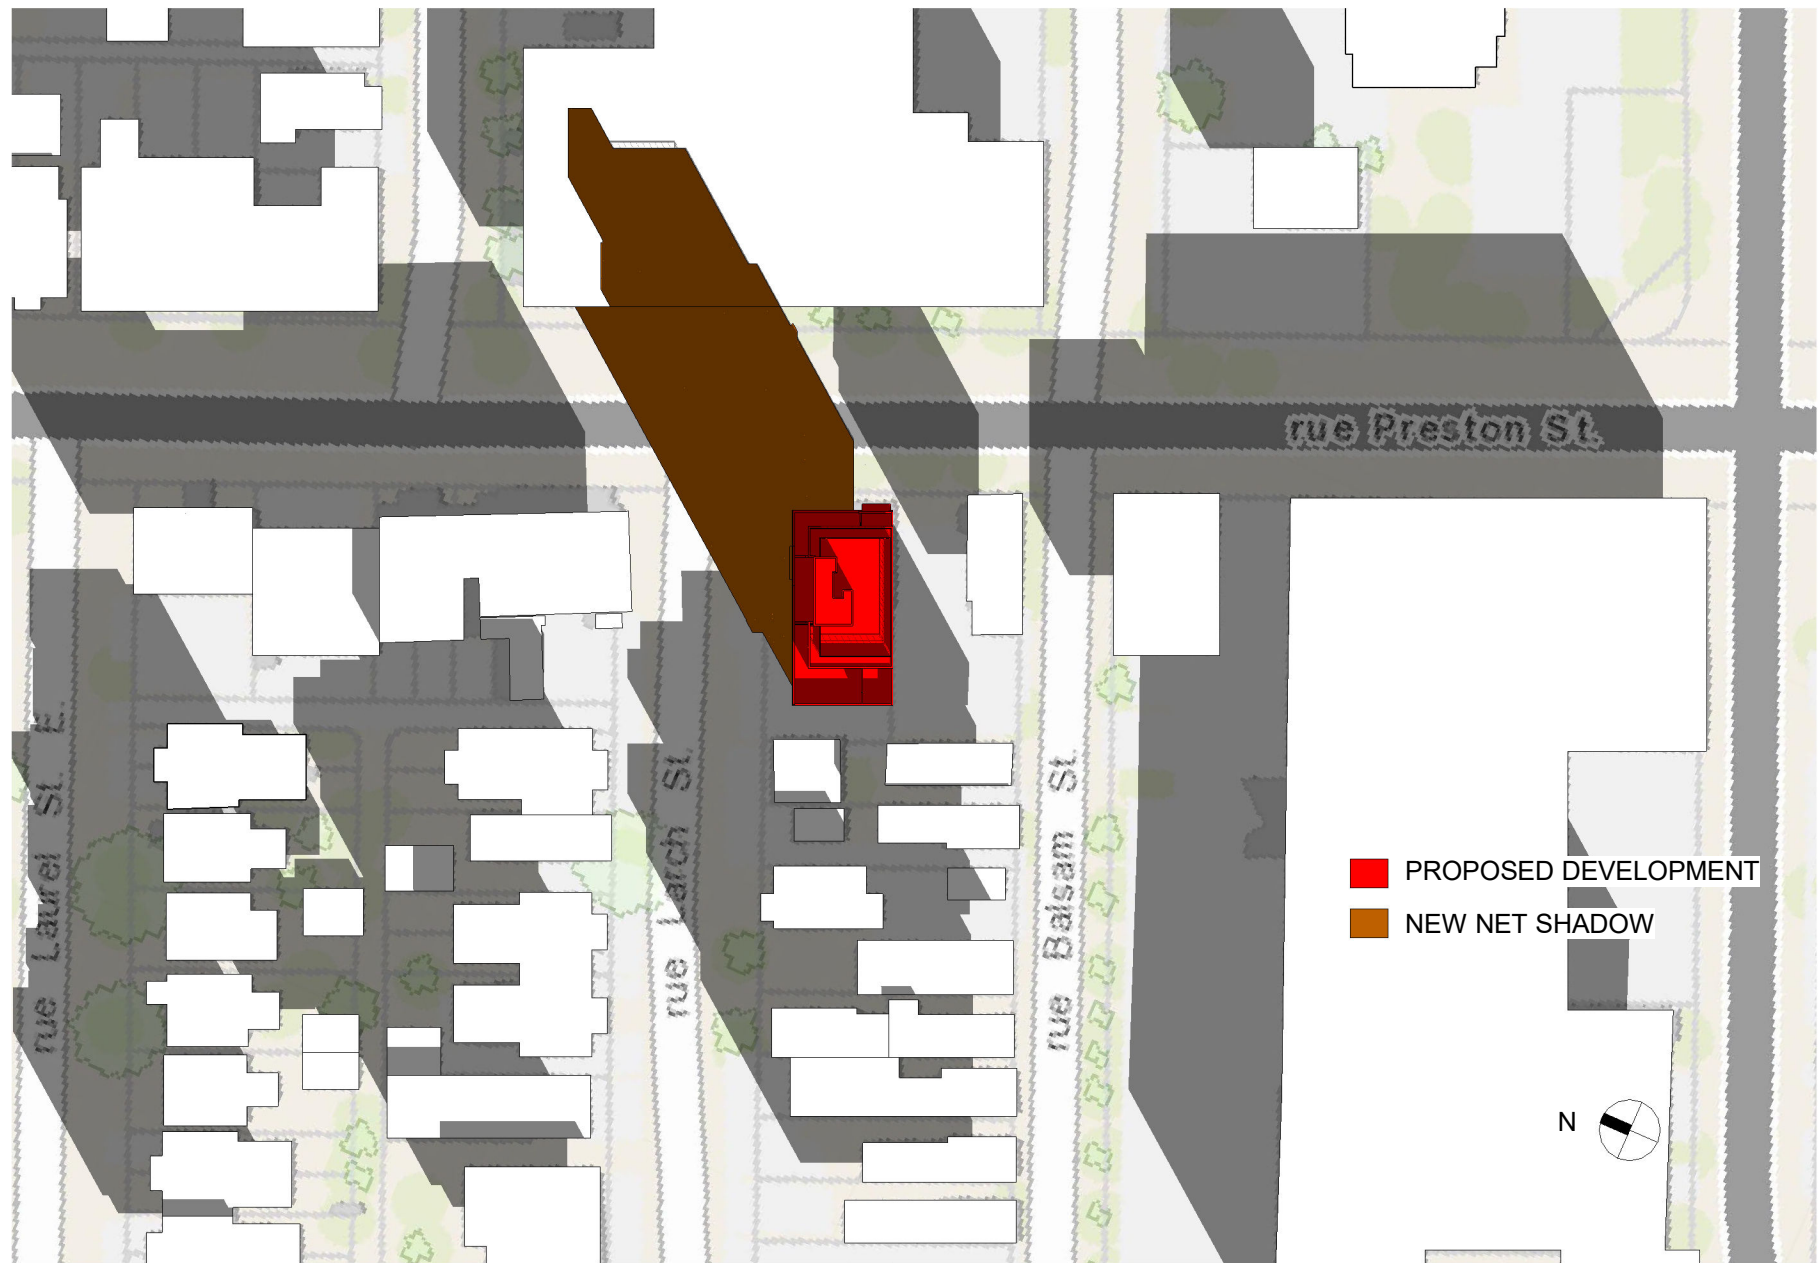 rue Preston St.
PROPOSED DEVELOPMENT
NEW NET SHADOW
rue Laurel St. E.
rue Larch St.
rue Balsam St.
N